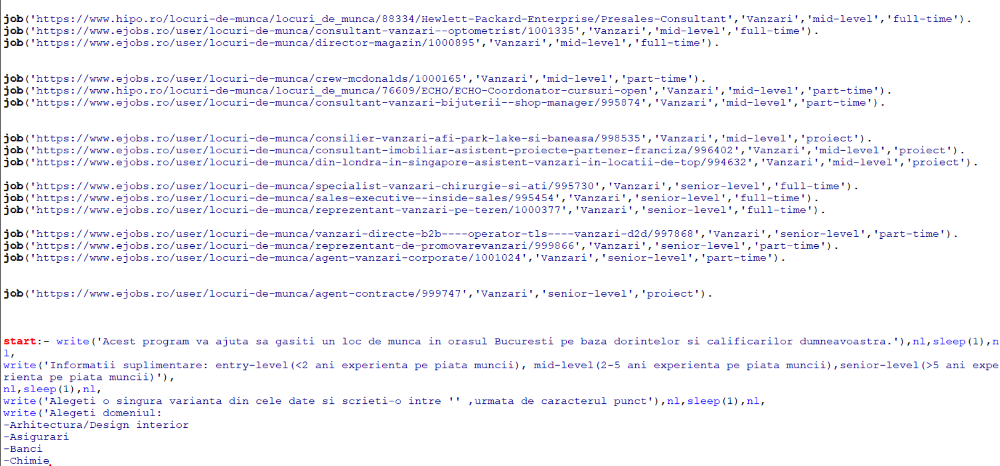 job('https://www.hipo.ro/locuri-de-munca/locuri_de_munca/88334/Hewlett-Packard-Enterprise/Presales-Consultant','Vanzari','mid-level','full-time').
job('https://www.ejobs.ro/user/locuri-de-munca/consultant-vanzari--optometrist/1001335','Vanzari','mid-level','full-time').
job('https://www.ejobs.ro/user/locuri-de-munca/director-magazin/1000895','Vanzari','mid-level','full-time').
job('https://www.ejobs.ro/user/locuri-de-munca/crew-mcdonalds/1000165','Vanzari','mid-level','part-time').
job('https://www.hipo.ro/locuri-de-munca/locuri_de_munca/76609/ECHO/ECHO-Coordonator-cursuri-open','Vanzari','mid-level','part-time').
job('https://www.ejobs.ro/user/locuri-de-munca/consultant-vanzari-bijuterii--shop-manager/995874','Vanzari','mid-level','part-time').
job('https://www.ejobs.ro/user/locuri-de-munca/consilier-vanzari-afi-park-lake-si-baneasa/998535','Vanzari','mid-level','proiect').
job('https://www.ejobs.ro/user/locuri-de-munca/consultant-imobiliar-asistent-proiecte-partener-franciza/996402','Vanzari','mid-level','proiect').
job('https://www.ejobs.ro/user/locuri-de-munca/din-londra-in-singapore-asistent-vanzari-in-locatii-de-top/994632','Vanzari','mid-level','proiect').
job('https://www.ejobs.ro/user/locuri-de-munca/specialist-vanzari-chirurgie-si-ati/995730','Vanzari','senior-level','full-time').
job('https://www.ejobs.ro/user/locuri-de-munca/sales-executive--inside-sales/995454','Vanzari','senior-level','full-time').
job('https://www.ejobs.ro/user/locuri-de-munca/reprezentant-vanzari-pe-teren/1000377','Vanzari','senior-level','full-time').
job('https://www.ejobs.ro/user/locuri-de-munca/vanzari-directe-b2b----operator-tls----vanzari-d2d/997868','Vanzari','senior-level','part-time').
job('https://www.ejobs.ro/user/locuri-de-munca/reprezentant-de-promovarevanzari/999866','Vanzari','senior-level','part-time').
job('https://www.ejobs.ro/user/locuri-de-munca/agent-vanzari-corporate/1001024','Vanzari','senior-level','part-time').
job('https://www.ejobs.ro/user/locuri-de-munca/agent-contracte/999747','Vanzari','senior-level','proiect').
start:- write('Acest program va ajuta sa gasiti un loc de munca in orasul Bucuresti pe baza dorintelor si calificarilor dumneavoastra.'),nl,sleep(1),n
l,
write('Informatii suplimentare: entry-level(<2 ani experienta pe piata muncii), mid-level(2-5 ani experienta pe piata muncii),senior-level(>5 ani expe
rienta pe piata muncii)'),
nl,sleep(1),nl,
write('Alegeti o singura varianta din cele date si scrieti-o intre '' ,urmata de caracterul punct'),nl,sleep(1),nl,
write('Alegeti domeniul:
-Arhitectura/Design interior
-Asigurari
-Banci
-Chimie